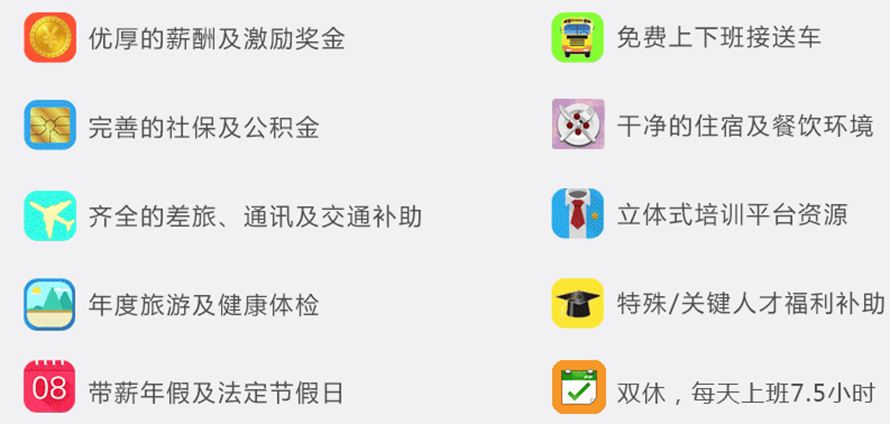 优厚的薪酬及激励奖金
免费上下班接送车
完善的社保及公积金
干净的住宿及餐饮环境
齐全的差旅、通讯及交通补助
立体式培训平台资源
年度旅游及健康体检
特殊/关键人才福利补助
08
带薪年假及法定节假日
双休，每天上班7.5小时